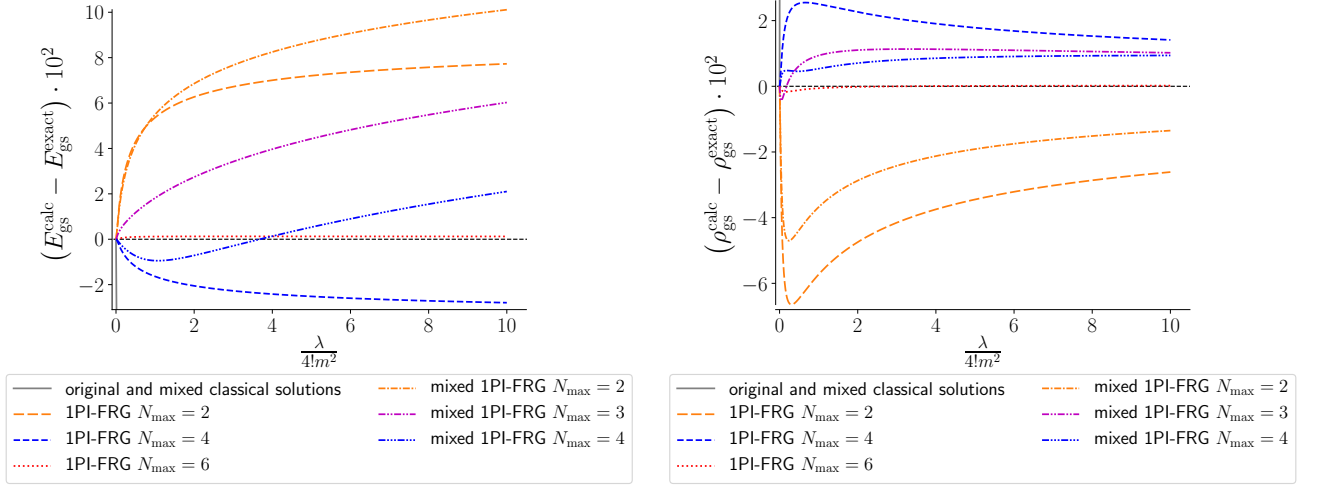 (E_gs^calc − E_gs^exact) · 10^2
10
8
6
4
2
0
−2
0 2 4 6 8 10
λ/(4!m^2)
original and mixed classical solutions
1PI-FRG N_max = 2
1PI-FRG N_max = 4
1PI-FRG N_max = 6
mixed 1PI-FRG N_max = 2
mixed 1PI-FRG N_max = 3
mixed 1PI-FRG N_max = 4
(ρ_gs^calc − ρ_gs^exact) · 10^2
2
0
−2
−4
−6
0 2 4 6 8 10
λ/(4!m^2)
original and mixed classical solutions
1PI-FRG N_max = 2
1PI-FRG N_max = 4
1PI-FRG N_max = 6
mixed 1PI-FRG N_max = 2
mixed 1PI-FRG N_max = 3
mixed 1PI-FRG N_max = 4